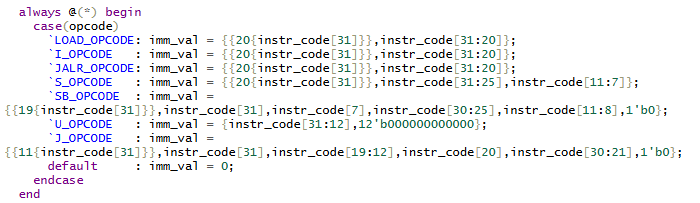 always @(*) begin
case(opcode)
`LOAD_OPCODE: imm_val = {{20{instr_code[31]}},instr_code[31:20]};
`I_OPCODE   : imm_val = {{20{instr_code[31]}},instr_code[31:20]};
`JALR_OPCODE: imm_val = {{20{instr_code[31]}},instr_code[31:20]};
`S_OPCODE   : imm_val = {{20{instr_code[31]}},instr_code[31:25],instr_code[11:7]};
`SB_OPCODE  : imm_val =
{{19{instr_code[31]}},instr_code[31],instr_code[7],instr_code[30:25],instr_code[11:8],1'b0};
`U_OPCODE   : imm_val = {instr_code[31:12],12'b000000000000};
`J_OPCODE   : imm_val =
{{11{instr_code[31]}},instr_code[31],instr_code[19:12],instr_code[20],instr_code[30:21],1'b0};
default     : imm_val = 0;
endcase
end